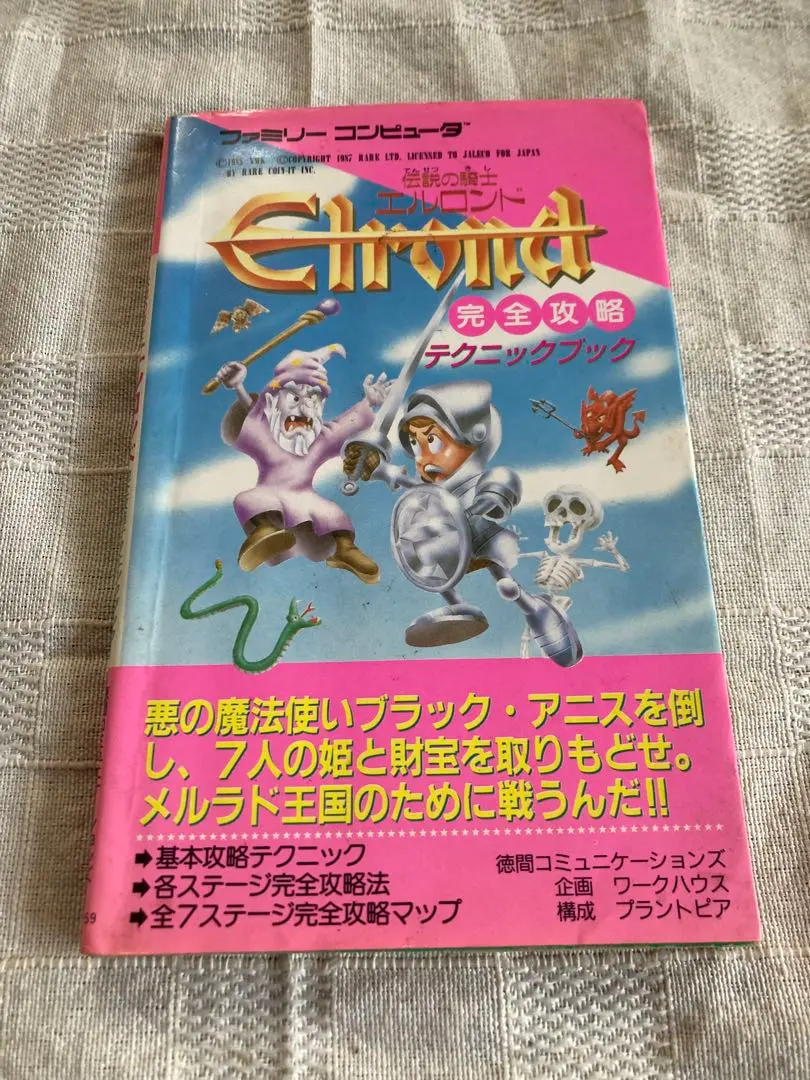 ファミリー コンピュータ™
©1985 YMK ©COPYRIGHT 1987 RARE LTD. LICENSED TO JALECO FOR JAPAN
BY RARE COIN-IT INC.
伝説の騎士
エルロンド
Elrond
完全攻略
テクニックブック
悪の魔法使いブラック・アニスを倒
し、7人の姫と財宝を取りもどせ。
メルラド王国のために戦うんだ!!
➡基本攻略テクニック
➡各ステージ完全攻略法
➡全7ステージ完全攻略マップ
徳間コミュニケーションズ
企画 ワークハウス
構成 プラントピア
59